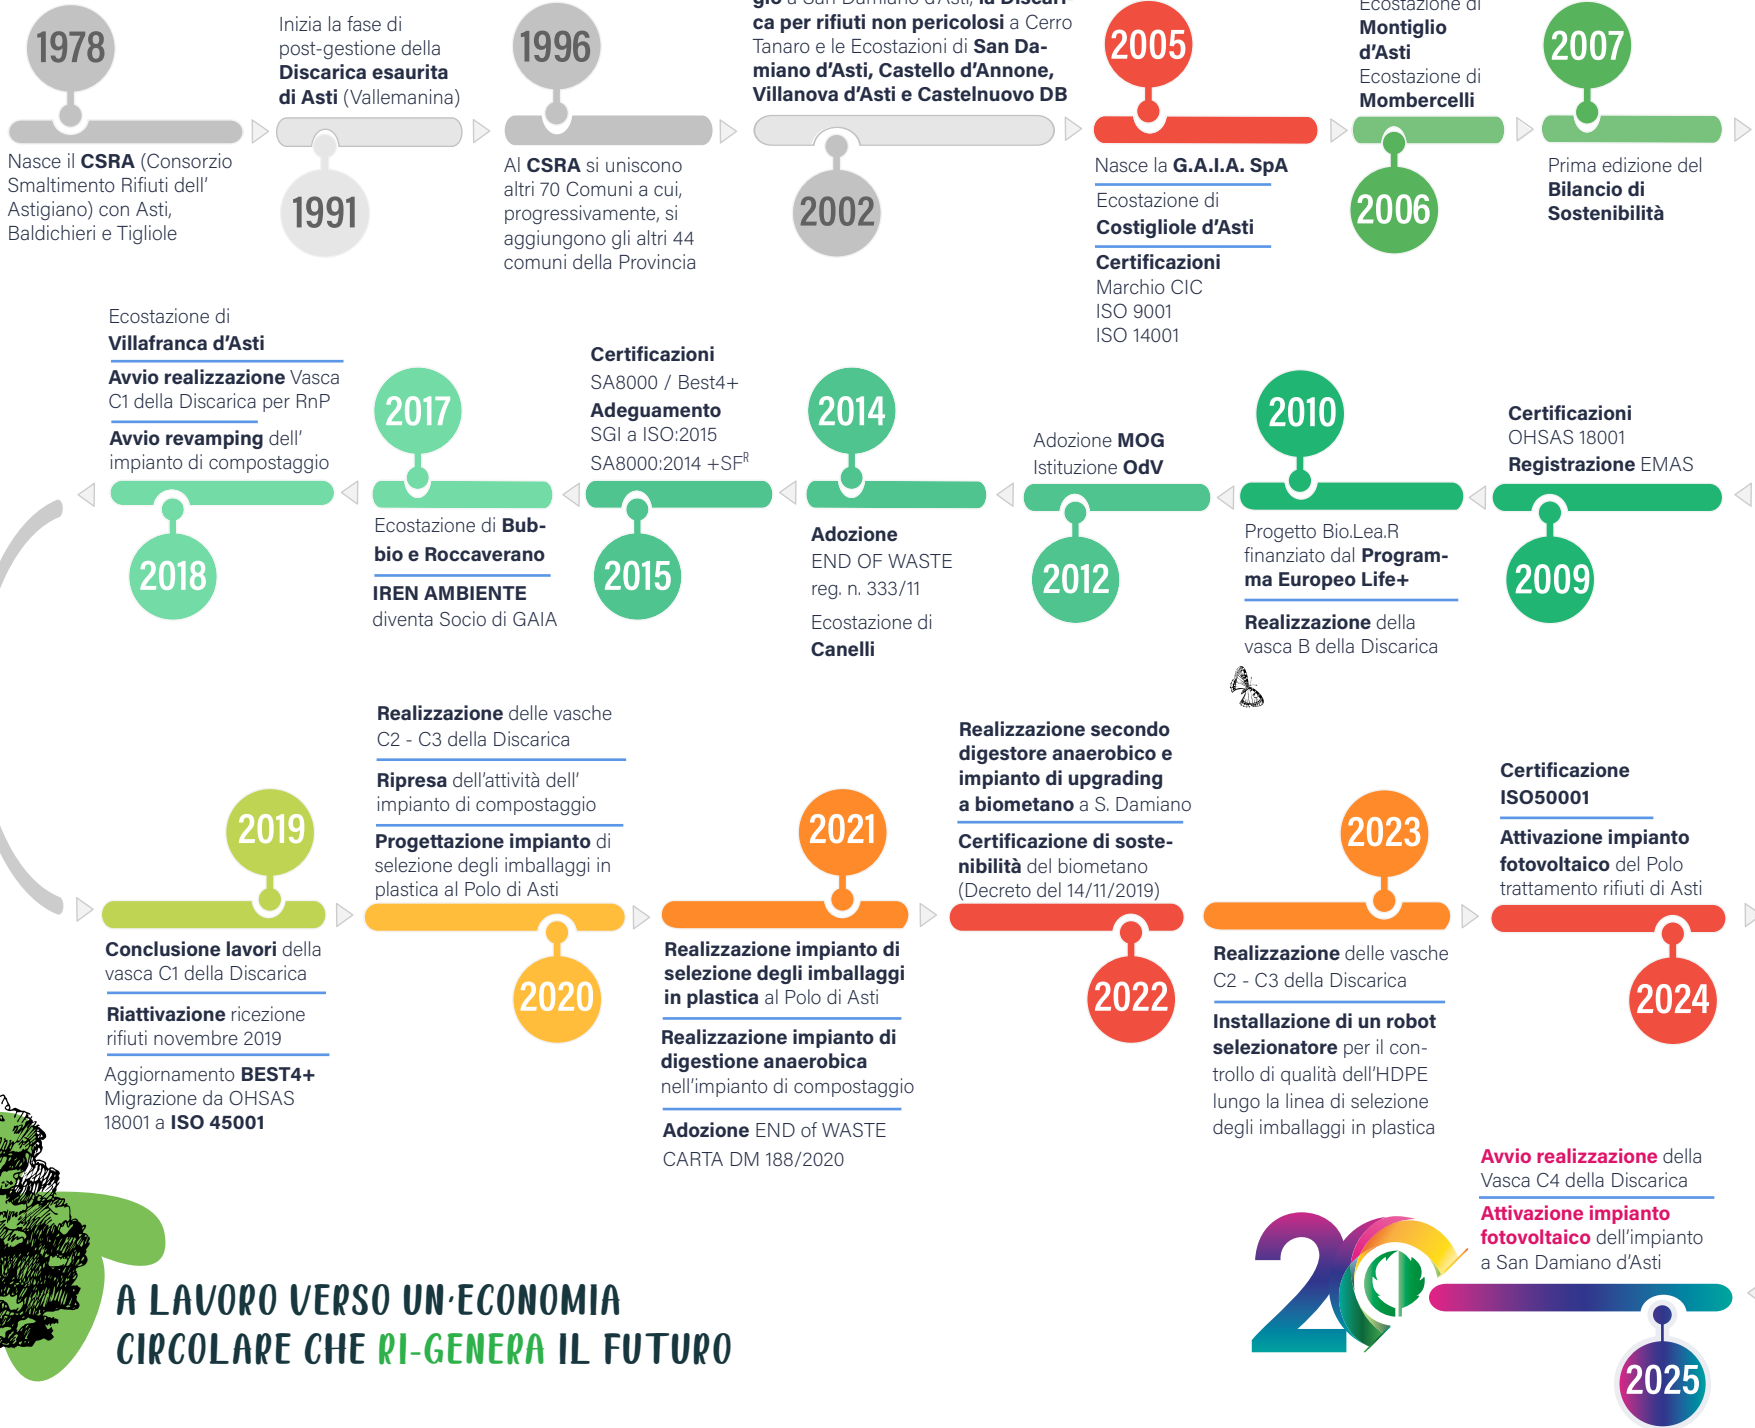 1978
Nasce il CSRA (Consorzio
Smaltimento Rifiuti dell'
Astigiano) con Asti,
Baldichieri e Tigliole
Inizia la fase di
post-gestione della
Discarica esaurita
di Asti (Vallemanina)
1991
1996
Al CSRA si uniscono
altri 70 Comuni a cui,
progressivamente, si
aggiungono gli altri 44
comuni della Provincia
gio a San Damiano d'Asti, la Discari-
ca per rifiuti non pericolosi a Cerro
Tanaro e le Ecostazioni di San Da-
miano d'Asti, Castello d'Annone,
Villanova d'Asti e Castelnuovo DB
2002
2005
Nasce la G.A.I.A. SpA
Ecostazione di
Costigliole d'Asti
Certificazioni
Marchio CIC
ISO 9001
ISO 14001
Ecostazione di
Montiglio
d'Asti
Ecostazione di
Mombercelli
2006
2007
Prima edizione del
Bilancio di
Sostenibilità
Certificazioni
OHSAS 18001
Registrazione EMAS
2009
2010
Progetto Bio.Lea.R
finanziato dal Program-
ma Europeo Life+
Realizzazione della
vasca B della Discarica
Adozione MOG
Istituzione OdV
2012
2014
Adozione
END OF WASTE
reg. n. 333/11
Ecostazione di
Canelli
Certificazioni
SA8000 / Best4+
Adeguamento
SGI a ISO:2015
SA8000:2014 +SFR
2015
2017
Ecostazione di Bub-
bio e Roccaverano
IREN AMBIENTE
diventa Socio di GAIA
Ecostazione di
Villafranca d'Asti
Avvio realizzazione Vasca
C1 della Discarica per RnP
Avvio revamping dell'
impianto di compostaggio
2018
2019
Conclusione lavori della
vasca C1 della Discarica
Riattivazione ricezione
rifiuti novembre 2019
Aggiornamento BEST4+
Migrazione da OHSAS
18001 a ISO 45001
Realizzazione delle vasche
C2 - C3 della Discarica
Ripresa dell'attività dell'
impianto di compostaggio
Progettazione impianto di
selezione degli imballaggi in
plastica al Polo di Asti
2020
2021
Realizzazione impianto di
selezione degli imballaggi
in plastica al Polo di Asti
Realizzazione impianto di
digestione anaerobica
nell'impianto di compostaggio
Adozione END of WASTE
CARTA DM 188/2020
Realizzazione secondo
digestore anaerobico e
impianto di upgrading
a biometano a S. Damiano
Certificazione di soste-
nibilità del biometano
(Decreto del 14/11/2019)
2022
2023
Realizzazione delle vasche
C2 - C3 della Discarica
Installazione di un robot
selezionatore per il con-
trollo di qualità dell'HDPE
lungo la linea di selezione
degli imballaggi in plastica
Certificazione
ISO50001
Attivazione impianto
fotovoltaico del Polo
trattamento rifiuti di Asti
2024
Avvio realizzazione della
Vasca C4 della Discarica
Attivazione impianto
fotovoltaico dell'impianto
a San Damiano d'Asti
20
2025
A LAVORO VERSO UN'ECONOMIA
CIRCOLARE CHE RI-GENERA IL FUTURO